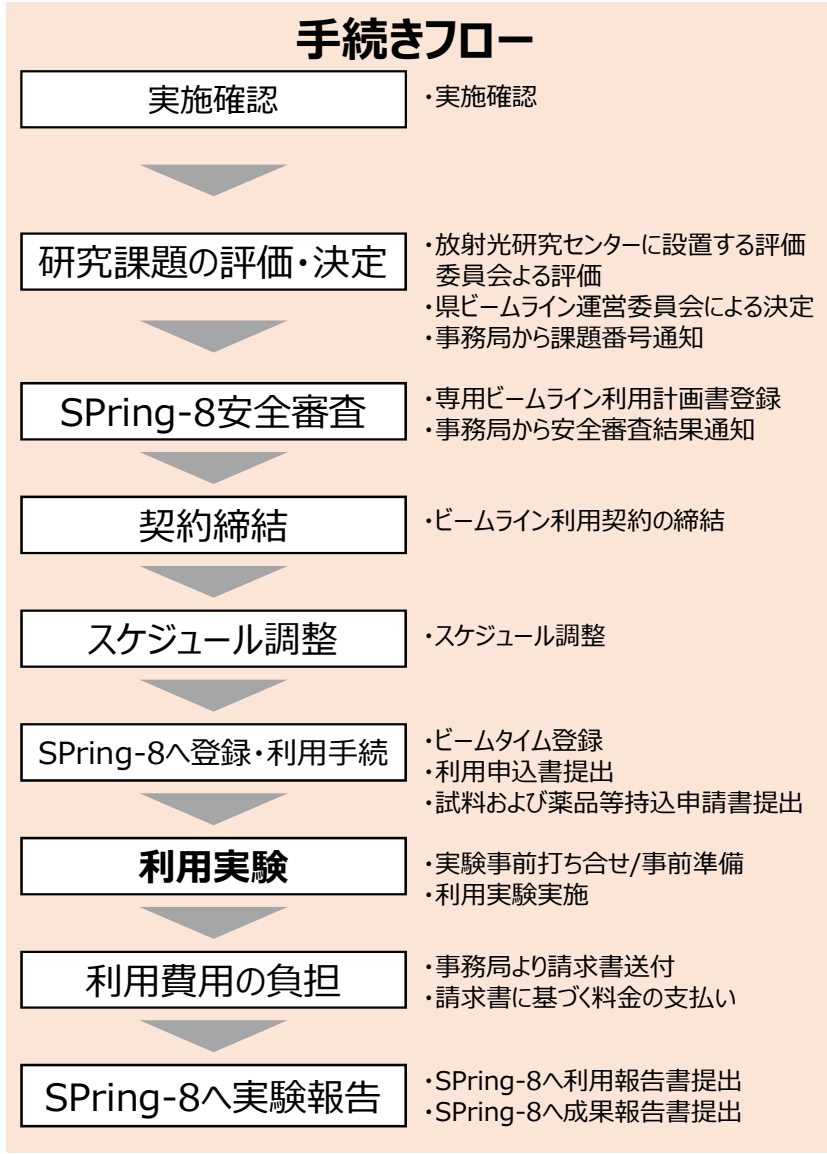 手続きフロー
実施確認
・実施確認
研究課題の評価・決定
・放射光研究センターに設置する評価
委員会よる評価
・県ビームライン運営委員会による決定
・事務局から課題番号通知
SPring-8安全審査
・専用ビームライン利用計画書登録
・事務局から安全審査結果通知
契約締結
・ビームライン利用契約の締結
スケジュール調整
・スケジュール調整
SPring-8へ登録・利用手続
・ビームタイム登録
・利用申込書提出
・試料および薬品等持込申請書提出
利用実験
・実験事前打ち合せ/事前準備
・利用実験実施
利用費用の負担
・事務局より請求書送付
・請求書に基づく料金の支払い
SPring-8へ実験報告
・SPring-8へ利用報告書提出
・SPring-8へ成果報告書提出